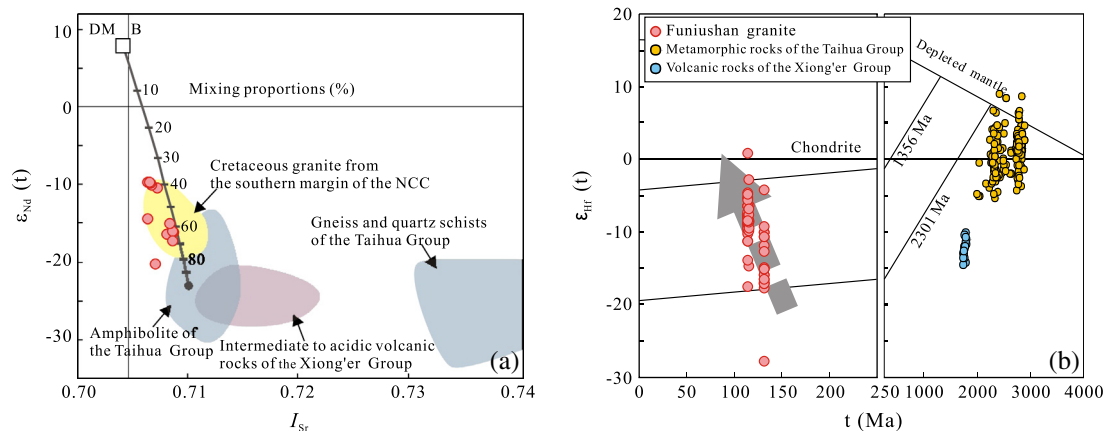 10
DM
B
10
Mixing proportions (%)
0
20
30
Cretaceous granite from
the southern margin of the NCC
-10
40
Gneiss and quartz schists
of the Taihua Group
60
-20
80
-30
Amphibolite of
the Taihua Group
Intermediate to acidic volcanic
rocks of the Xiong'er Group
(a)
-40
0.70
0.71
0.72
0.73
0.74
εNd (t)
ISr
20
Funiushan granite
Metamorphic rocks of the Taihua Group
Volcanic rocks of the Xiong'er Group
Depleted mantle
10
1356 Ma
Chondrite
0
2301 Ma
-10
-20
(b)
-30
0
50
100
150
200
250
1000
2000
3000
4000
εHf (t)
t (Ma)